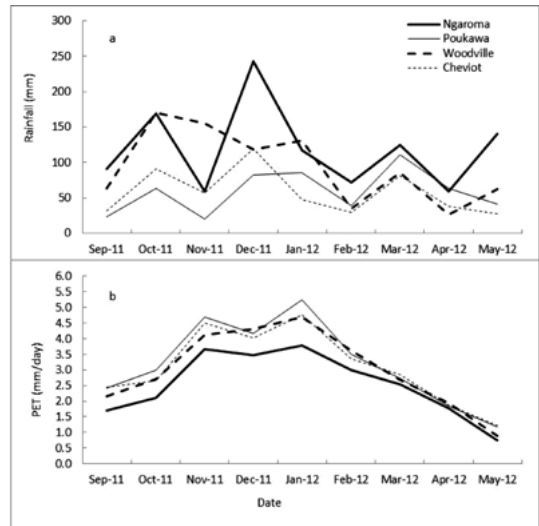 a
Ngaroma
Poukawa
Woodville
Cheviot
Rainfall (mm)
300
250
200
150
100
50
0
Sep-11 Oct-11 Nov-11 Dec-11 Jan-12 Feb-12 Mar-12 Apr-12 May-12
b
PET (mm/day)
6.0
5.5
5.0
4.5
4.0
3.5
3.0
2.5
2.0
1.5
1.0
0.5
0.0
Sep-11 Oct-11 Nov-11 Dec-11 Jan-12 Feb-12 Mar-12 Apr-12 May-12
Date